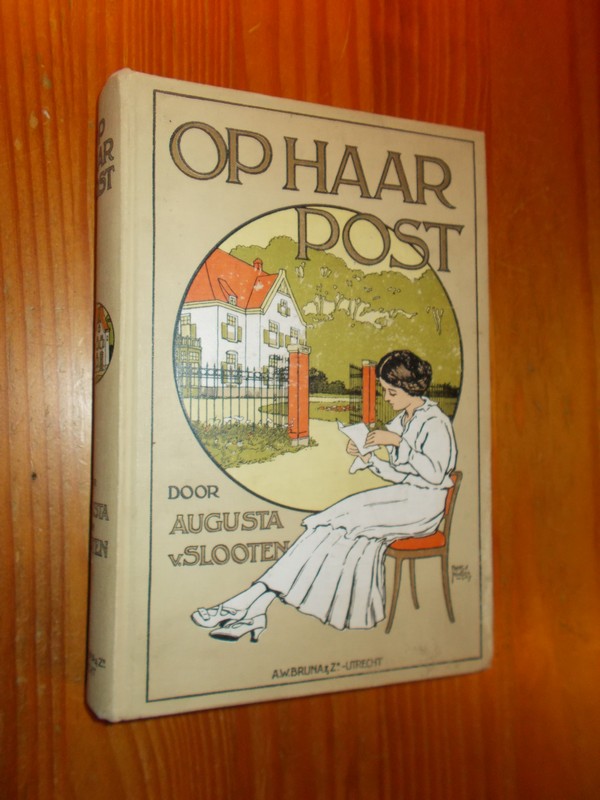 OP HAAR
POST
DOOR
AUGUSTA
v. SLOOTEN
A.W. BRUNA & Zn - UTRECHT